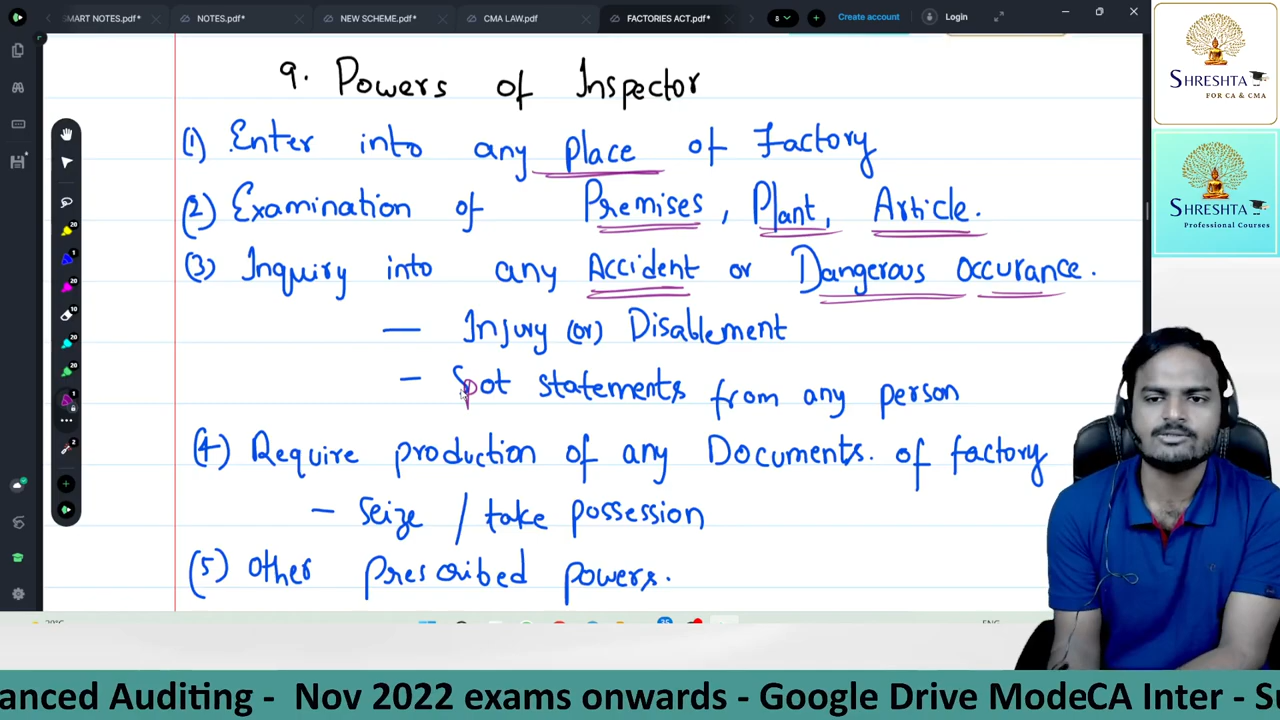 SMART NOTES.pdf* NOTES.pdf* NEW SCHEME.pdf* CMA LAW.pdf FACTORIES ACT.pdf* 8 Create account Login
9. Powers of Inspector
(1) Enter into any place of Factory
(2) Examination of Premises, Plant, Article.
(3) Inquiry into any Accident or Dangerous occurance.
— Injury (or) Disablement
- Spot statements from any person
(4) Require production of any Documents. of factory
- Seize / take possession
(5) Other prescribed powers.
SHRESHTA
FOR CA & CMA
SHRESHTA
Professional Courses
anced Auditing - Nov 2022 exams onwards - Google Drive ModeCA Inter - S